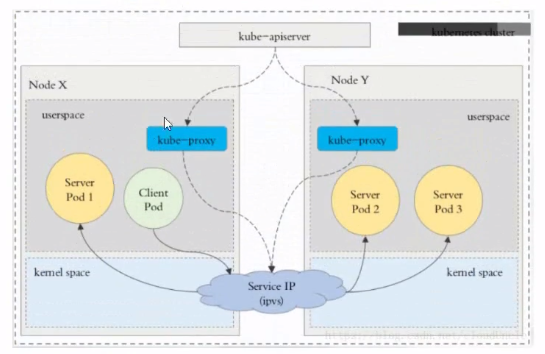 kube-apiserver
kubernetes cluster
Node X
Node Y
userspace
userspace
kube-proxy
kube-proxy
Server
Pod 1
Client
Pod
Server
Pod 2
Server
Pod 3
kernel space
Service IP
(ipvs)
kernel space